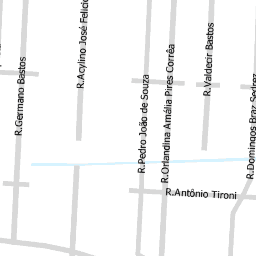 R.Germano Bastos
R.Acylino José Felício
R.Pedro João de Souza
R.Orlandina Amália Pires Corrêa
R.Valdecir Bastos
R.Domingos Braz
R.Antônio Tironi